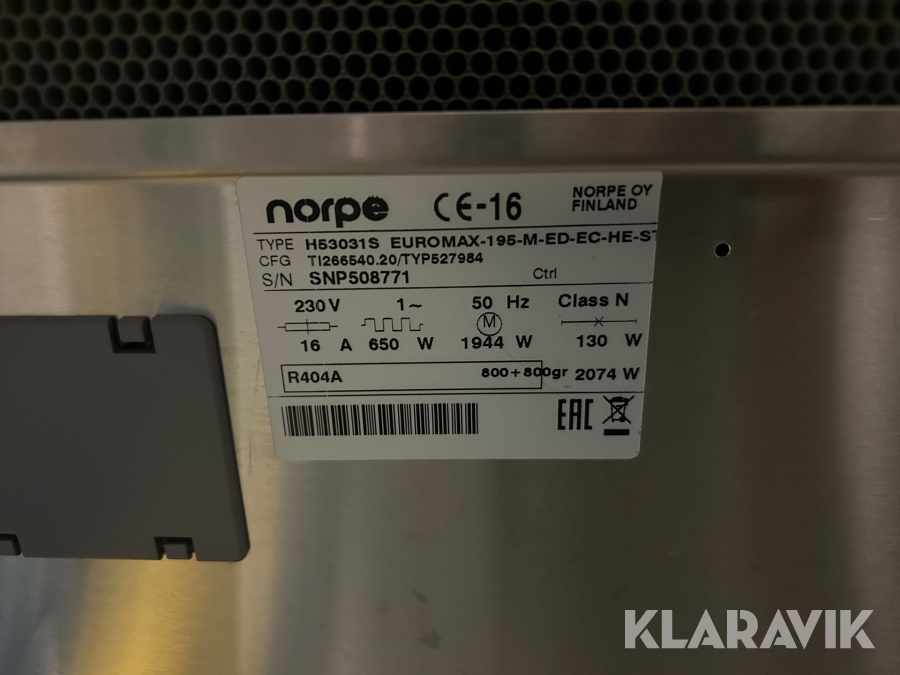 norpe CE-16 NORPE OY
FINLAND
TYPE H53031S EUROMAX-195-M-ED-EC-HE-ST
CFG TI266540.20/TYP527984
S/N SNP508771 Ctrl
230 V 1~ 50 Hz Class N
M
16 A 650 W 1944 W 130 W
R404A 800+800gr 2074 W
EAC
KLARAVIK